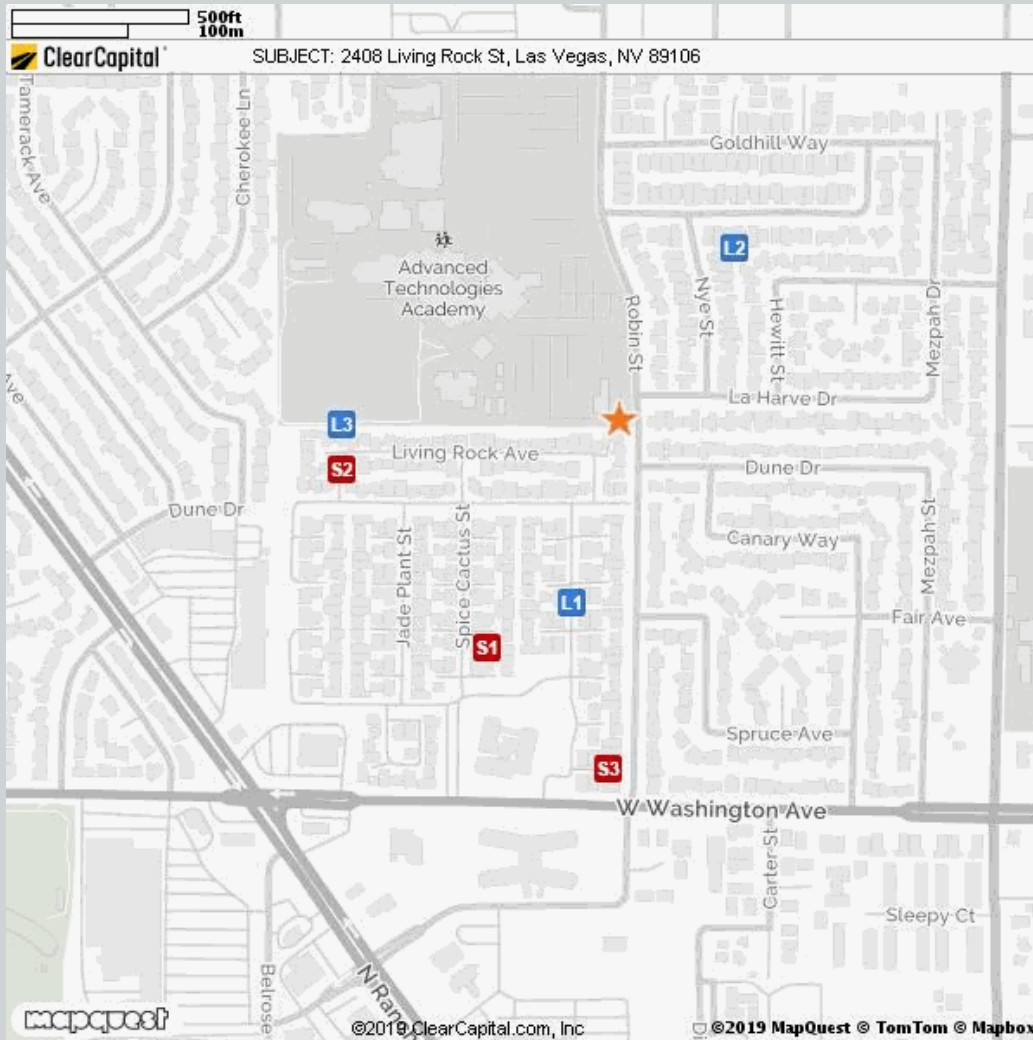 500ft
100m
ClearCapital
SUBJECT: 2408 Living Rock St, Las Vegas, NV 89106
Tamerack Ave
Cherokee Ln
Goldhill Way
L2
Advanced
Technologies
Academy
Robin St
Nye St
Hewitt St
Mezpah Dr
Ave
La Harve Dr
L3
Living Rock Ave
S2
Dune Dr
Dune Dr
Jade Plant St
Spice Cactus St
Canary Way
Mezpah St
L1
Fair Ave
S1
Spruce Ave
S3
W Washington Ave
Carter St
Sleepy Ct
Belrose
N Ran
mapquest
©2019 ClearCapital.com, Inc
©2019 MapQuest © TomTom © Mapbox